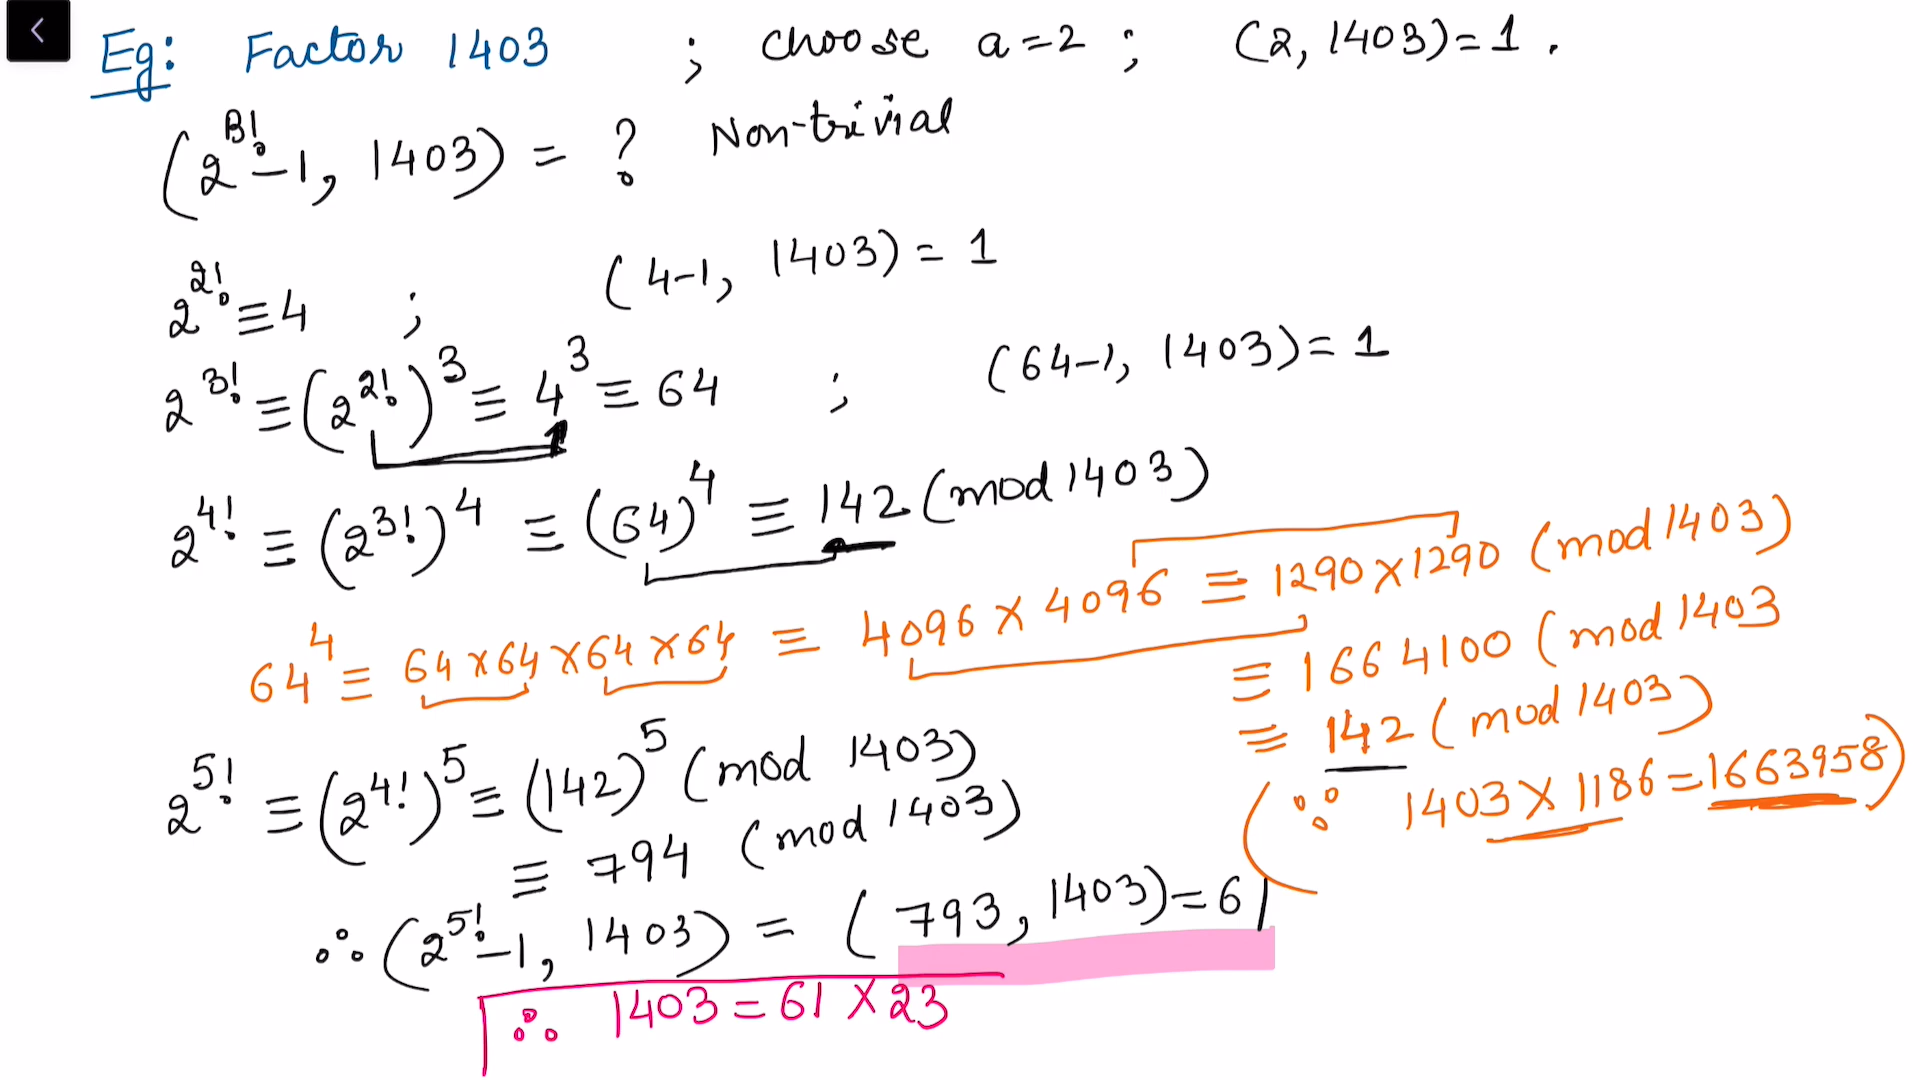 Eg: Factor 1403 ; choose a=2 ; (2, 1403)=1.
(2^{B!}-1, 1403) = ? Non-trivial
2^{2!} ≡ 4 ; (4-1, 1403) = 1
2^{3!} ≡ (2^{2!})^3 ≡ 4^3 ≡ 64 ; (64-1, 1403) = 1
2^{4!} ≡ (2^{3!})^4 ≡ (64)^4 ≡ 142 (mod 1403)
64^4 ≡ 64×64×64×64 ≡ 4096×4096 ≡ 1290×1290 (mod 1403)
≡ 1664100 (mod 1403
≡ 142 (mod 1403)
(∵ 1403×1186=1663958)
2^{5!} ≡ (2^{4!})^5 ≡ (142)^5 (mod 1403)
≡ 794 (mod 1403)
∴ (2^{5!}-1, 1403) = (793, 1403)=61
∴ 1403=61×23